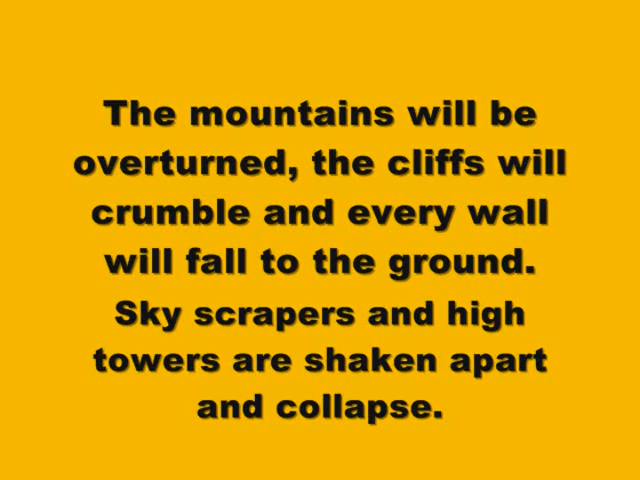 The mountains will be
overturned, the cliffs will
crumble and every wall
will fall to the ground.
Sky scrapers and high
towers are shaken apart
and collapse.